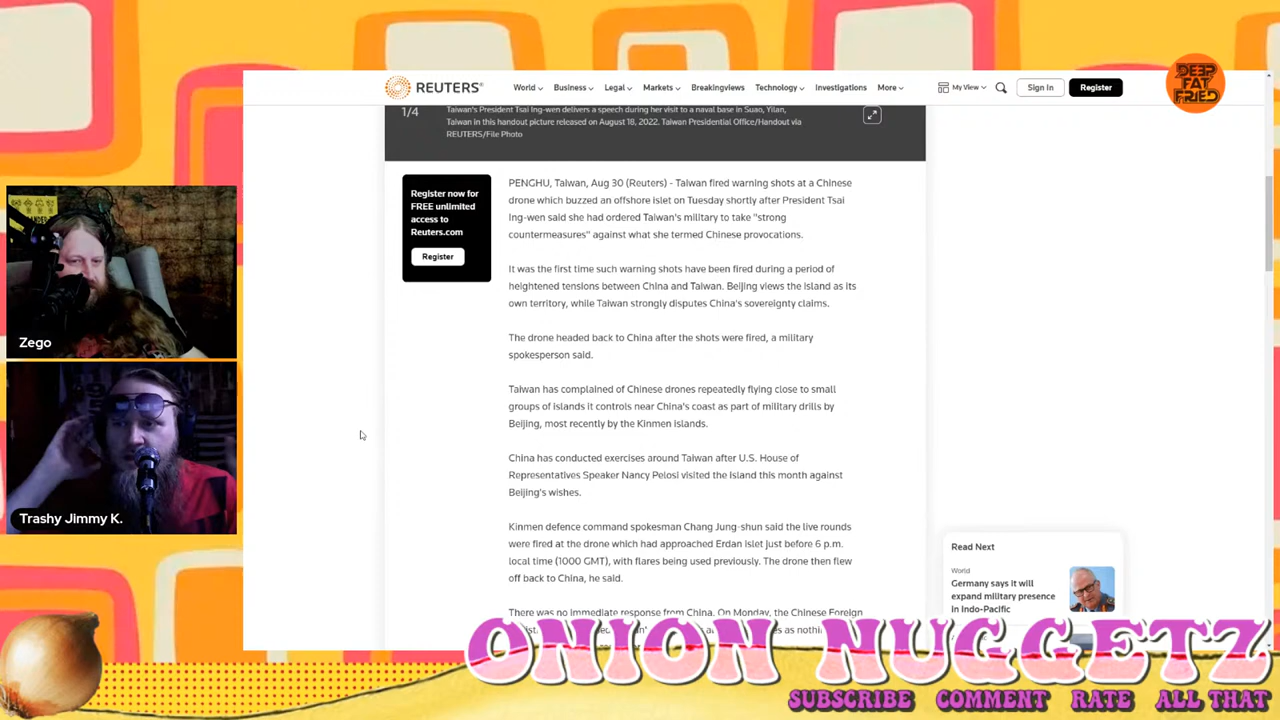 REUTERS®
World
Business
Legal
Markets
Breakingviews
Technology
Investigations
More
My View
Sign In
Register
DEEP
FAT
FRIED
1/4
Taiwan's President Tsai Ing-wen delivers a speech during her visit to a naval base in Suao, Yilan,
Taiwan in this handout picture released on August 18, 2022. Taiwan Presidential Office/Handout via
REUTERS/File Photo
Register now for
FREE unlimited
access to
Reuters.com
Register
PENGHU, Taiwan, Aug 30 (Reuters) - Taiwan fired warning shots at a Chinese
drone which buzzed an offshore islet on Tuesday shortly after President Tsai
Ing-wen said she had ordered Taiwan's military to take "strong
countermeasures" against what she termed Chinese provocations.
It was the first time such warning shots have been fired during a period of
heightened tensions between China and Taiwan. Beijing views the island as its
own territory, while Taiwan strongly disputes China's sovereignty claims.
The drone headed back to China after the shots were fired, a military
spokesperson said.
Taiwan has complained of Chinese drones repeatedly flying close to small
groups of islands it controls near China's coast as part of military drills by
Beijing, most recently by the Kinmen islands.
China has conducted exercises around Taiwan after U.S. House of
Representatives Speaker Nancy Pelosi visited the island this month against
Beijing's wishes.
Kinmen defence command spokesman Chang Jung-shun said the live rounds
were fired at the drone which had approached Erdan islet just before 6 p.m.
local time (1000 GMT), with flares being used previously. The drone then flew
off back to China, he said.
There was no immediate response from China. On Monday, the Chinese Foreign
Read Next
World
Germany says it will
expand military presence
in Indo-Pacific
Zego
Trashy Jimmy K.
ONION NUGGETZ
SUBSCRIBE COMMENT RATE ALL THAT